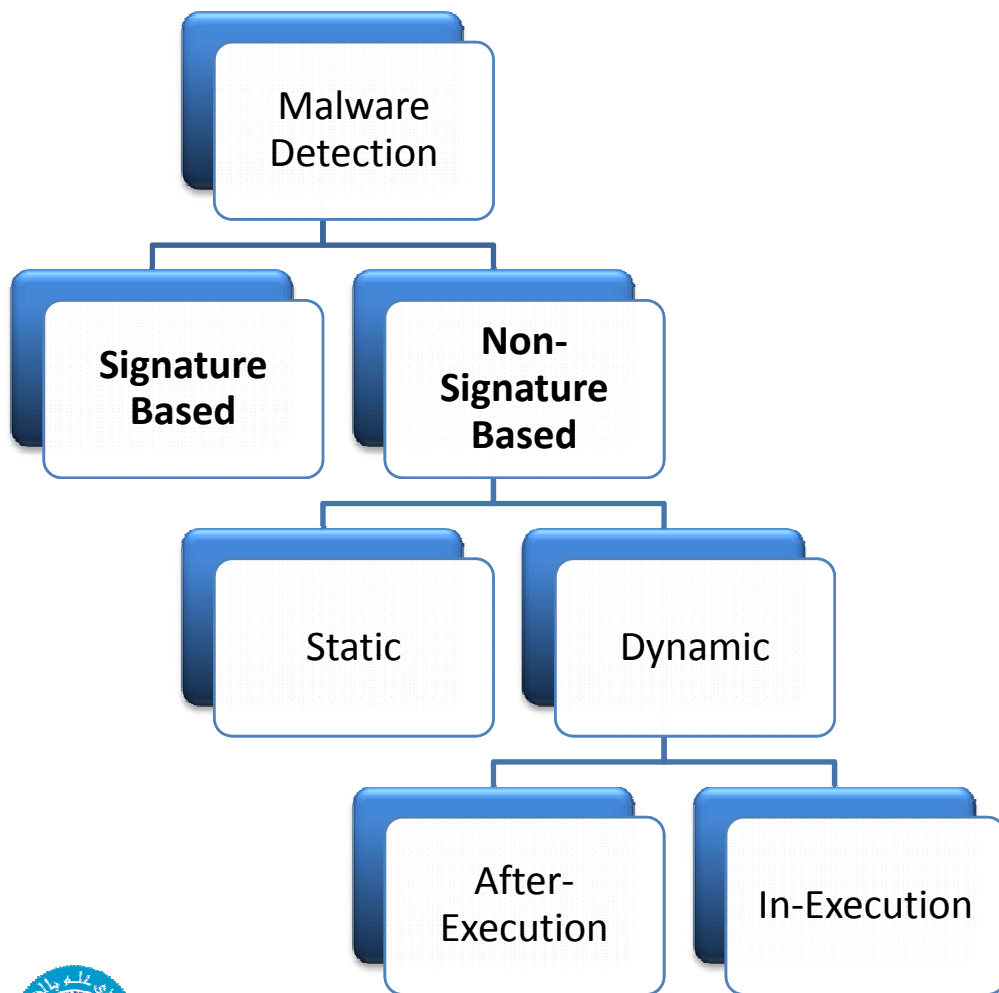 Malware
Detection
Signature
Based
Non-
Signature
Based
Static
Dynamic
After-
Execution
In-Execution